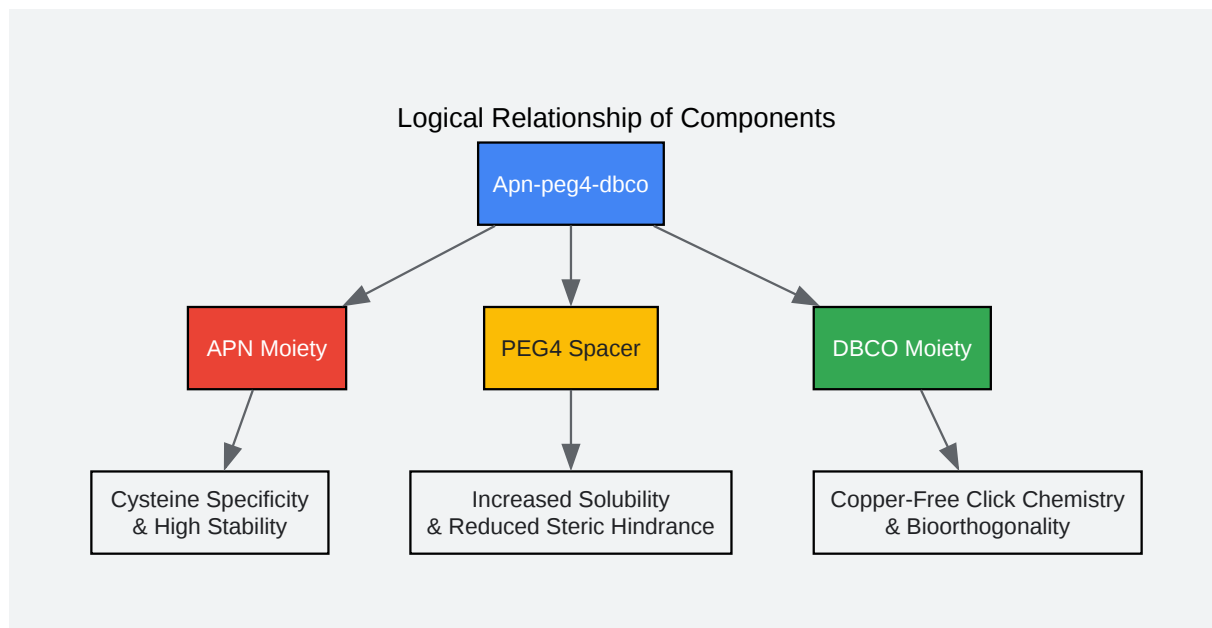 Logical Relationship of Components
Apn-peg4-dbco
APN Moiety
PEG4 Spacer
DBCO Moiety
Cysteine Specificity
& High Stability
Increased Solubility
& Reduced Steric Hindrance
Copper-Free Click Chemistry
& Bioorthogonality